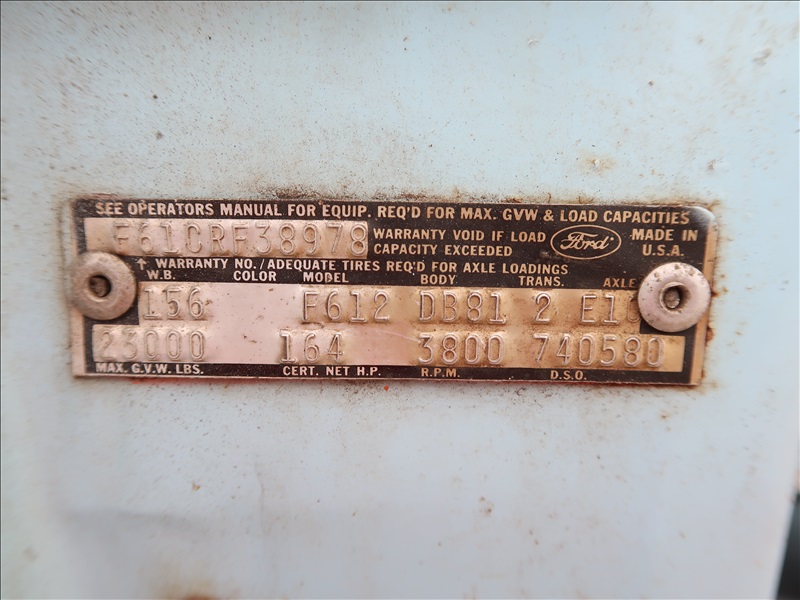 SEE OPERATORS MANUAL FOR EQUIP. REQ'D FOR MAX. GVW & LOAD CAPACITIES
F61CRF38978 WARRANTY VOID IF LOAD CAPACITY EXCEEDED Ford MADE IN U.S.A.
↑ WARRANTY NO./ADEQUATE TIRES REQ'D FOR AXLE LOADINGS
W.B. COLOR MODEL BODY TRANS. AXLE
156 F612 DB81 2
23000 164 3800 740580
MAX. G.V.W. LBS. CERT. NET H.P. R.P.M. D.S.O.